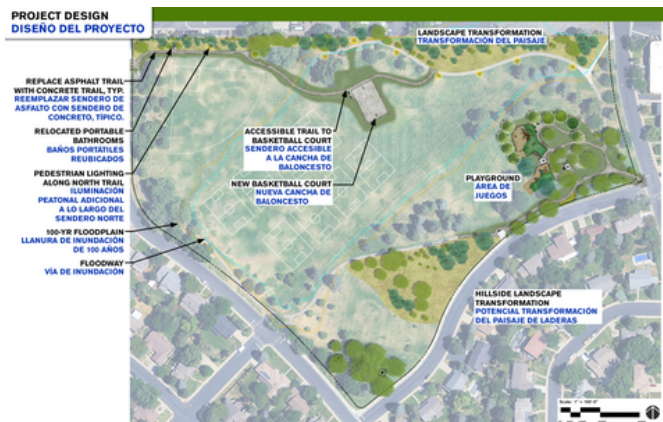 PROJECT DESIGN
DISEÑO DEL PROYECTO
LANDSCAPE TRANSFORMATION
TRANSFORMACIÓN DEL PAISAJE
REPLACE ASPHALT TRAIL
WITH CONCRETE TRAIL, TYP.
REEMPLAZAR SENDERO DE
ASFALTO CON SENDERO DE
CONCRETO, TÍPICO.
RELOCATED PORTABLE
BATHROOMS
BAÑOS PORTÁTILES
REUBICADOS
PEDESTRIAN LIGHTING
ALONG NORTH TRAIL
ILUMINACIÓN
PEATONAL ADICIONAL
A LO LARGO DEL
SENDERO NORTE
100-YR FLOODPLAIN
LLANURA DE INUNDACIÓN
DE 100 AÑOS
FLOODWAY
VÍA DE INUNDACIÓN
ACCESSIBLE TRAIL TO
BASKETBALL COURT
SENDERO ACCESIBLE
A LA CANCHA DE
BALONCESTO
NEW BASKETBALL COURT
NUEVA CANCHA DE
BALONCESTO
PLAYGROUND
ÁREA DE
JUEGOS
HILLSIDE LANDSCAPE
TRANSFORMATION
POTENCIAL TRANSFORMACIÓN
DEL PAISAJE DE LADERAS